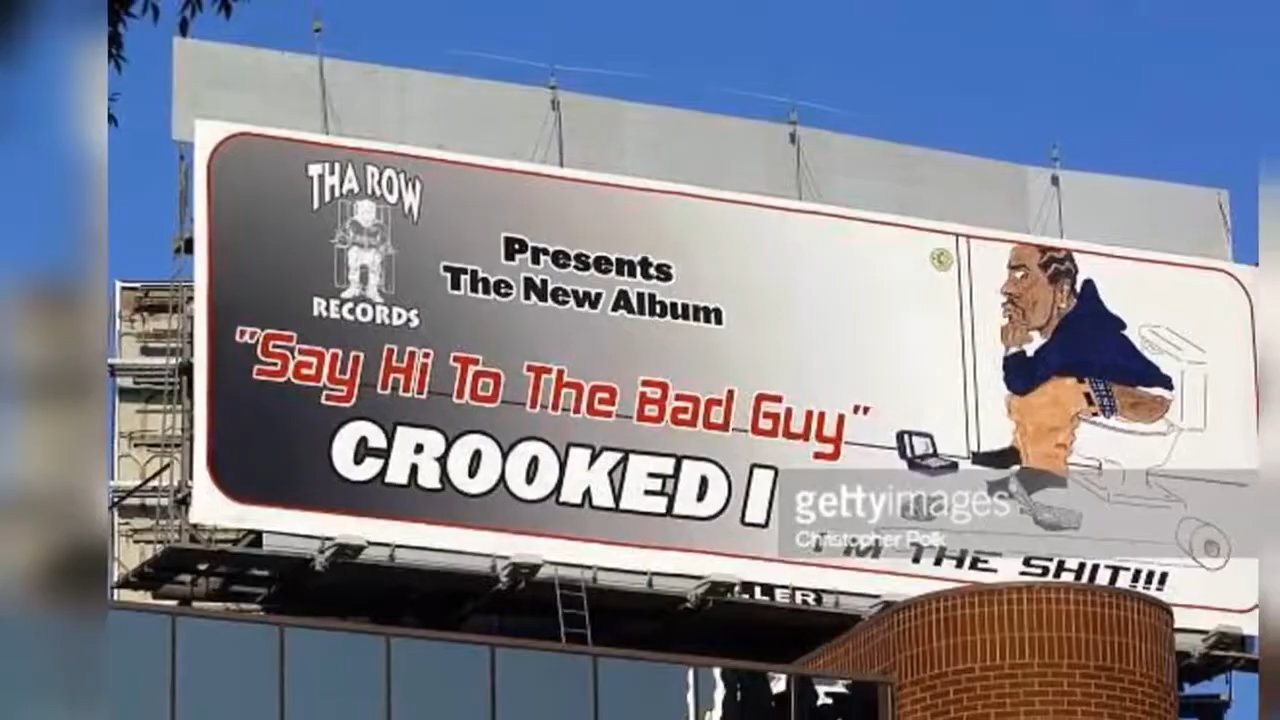 THA ROW
RECORDS
Presents
The New Album
"Say Hi To The Bad Guy"
CROOKED I
gettyimages
Christopher Polk
I'M THE SHIT!!!